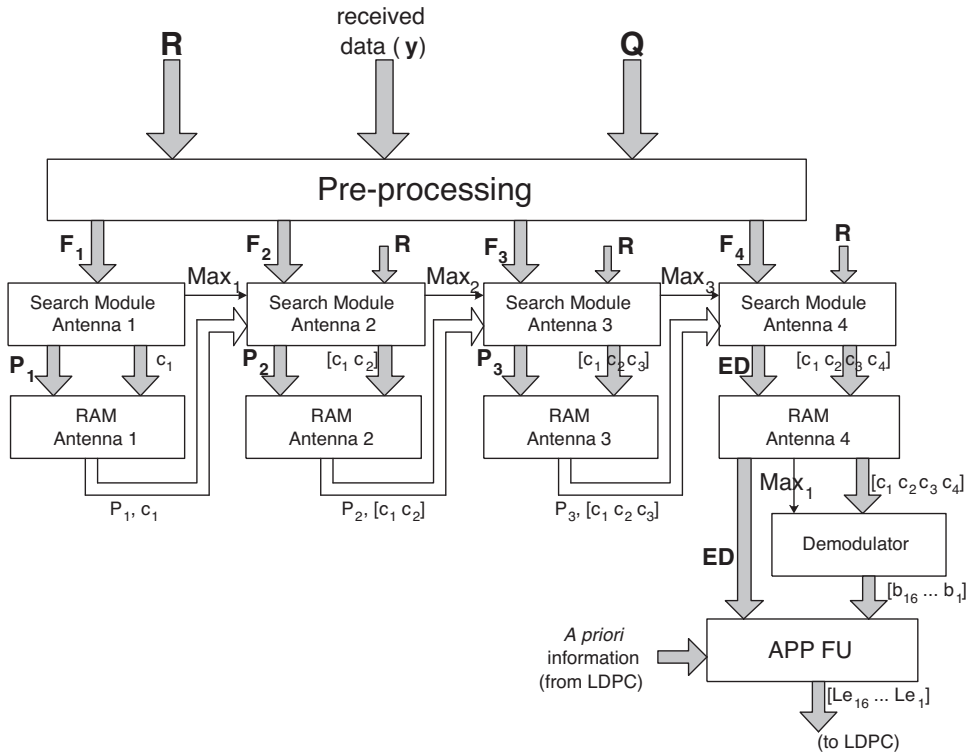 R
received
data ( y)
Q
Pre-processing
F1
F2
R
F3
R
F4
R
Max1
Max2
Max3
Search Module
Antenna 1
Search Module
Antenna 2
Search Module
Antenna 3
Search Module
Antenna 4
P1
c1
P2
[c1 c2]
P3
[c1 c2 c3]
ED
[c1 c2 c3 c4]
RAM
Antenna 1
RAM
Antenna 2
RAM
Antenna 3
RAM
Antenna 4
P1, c1
P2, [c1 c2]
P3, [c1 c2 c3]
Max1
[c1 c2 c3 c4]
Demodulator
ED
[b16 ... b1]
A priori
information
(from LDPC)
APP FU
[Le16 ... Le1]
(to LDPC)